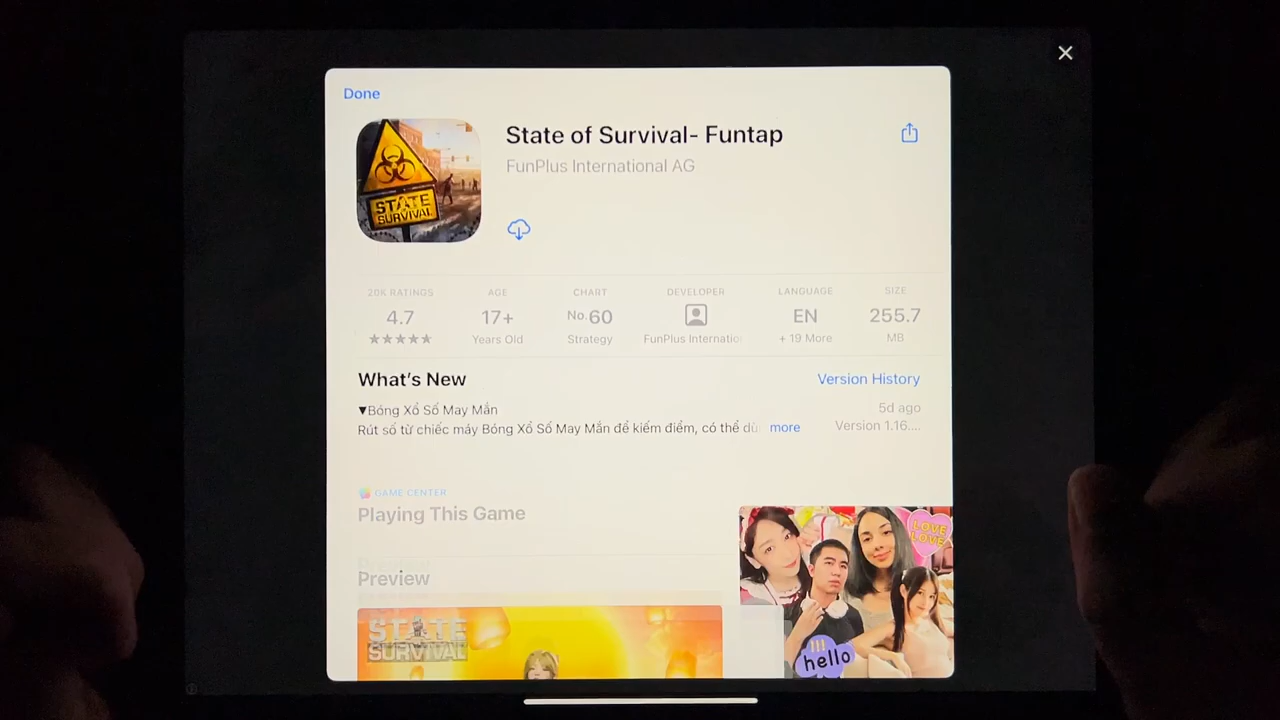 Done
State of Survival- Funtap
FunPlus International AG
STATE
SURVIVAL
20K RATINGS
4.7
AGE
17+
Years Old
CHART
No.60
Strategy
DEVELOPER
FunPlus Internatio
LANGUAGE
EN
+ 19 More
SIZE
255.7
MB
What's New
Version History
▼Bóng Xổ Số May Mắn
5d ago
Rút số từ chiếc máy Bóng Xổ Số May Mắn để kiếm điểm, có thể dù
more
Version 1.16....
GAME CENTER
Playing This Game
Preview
STATE
SURVIVAL
LOVE
LOVE
!!!
hello